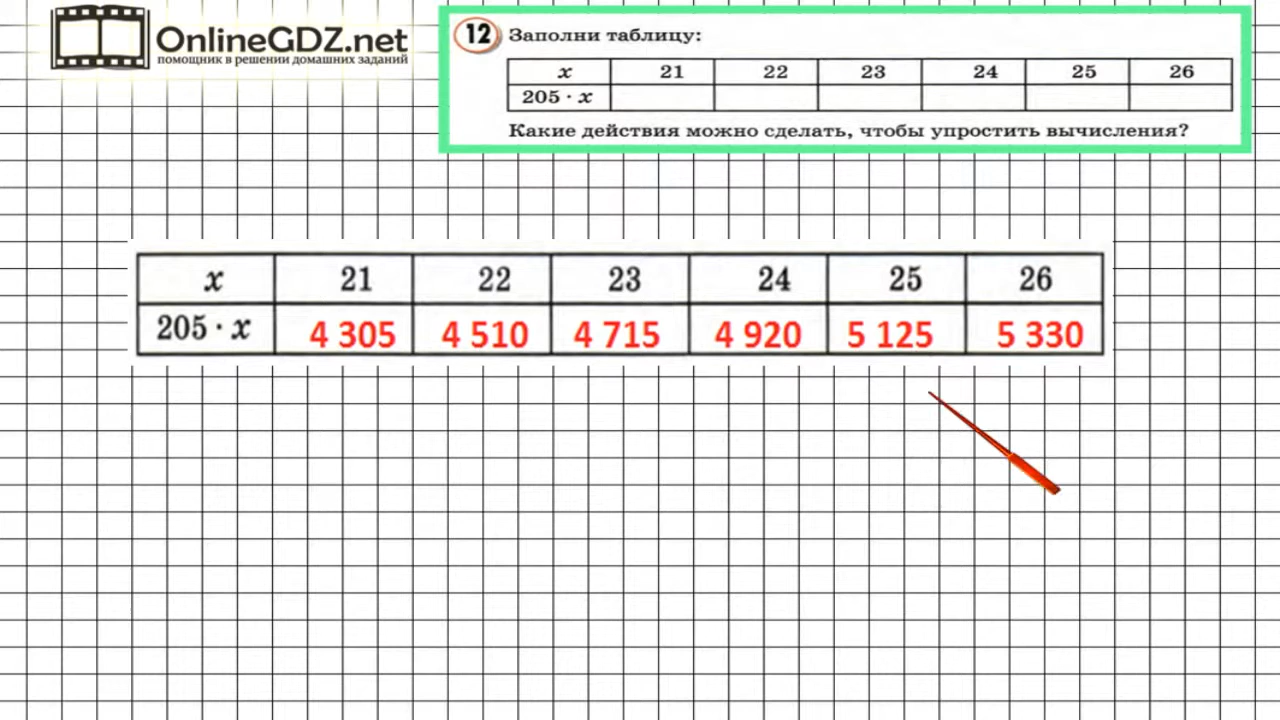 OnlineGDZ.net
помощник в решении домашних заданий
12 Заполни таблицу:
x 21 22 23 24 25 26
205 · x
Какие действия можно сделать, чтобы упростить вычисления?
x 21 22 23 24 25 26
205 · x 4 305 4 510 4 715 4 920 5 125 5 330